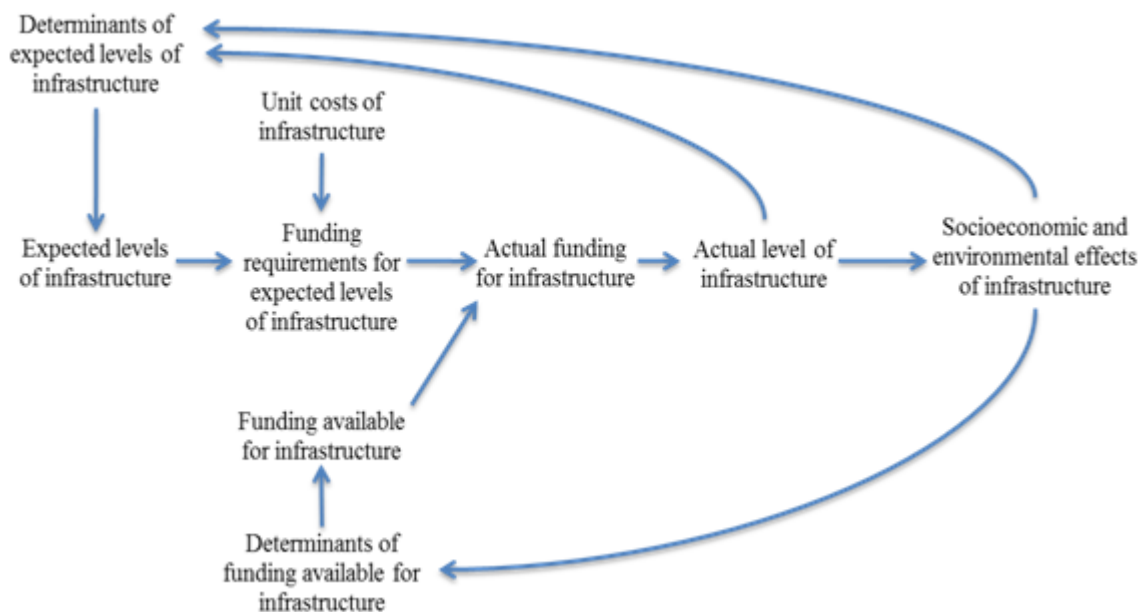 Determinants of
expected levels of
infrastructure
Unit costs of
infrastructure
Expected levels
of infrastructure
Funding
requirements for
expected levels
of infrastructure
Actual funding
for infrastructure
Actual level of
infrastructure
Socioeconomic and
environmental effects
of infrastructure
Funding available
for infrastructure
Determinants of
funding available for
infrastructure